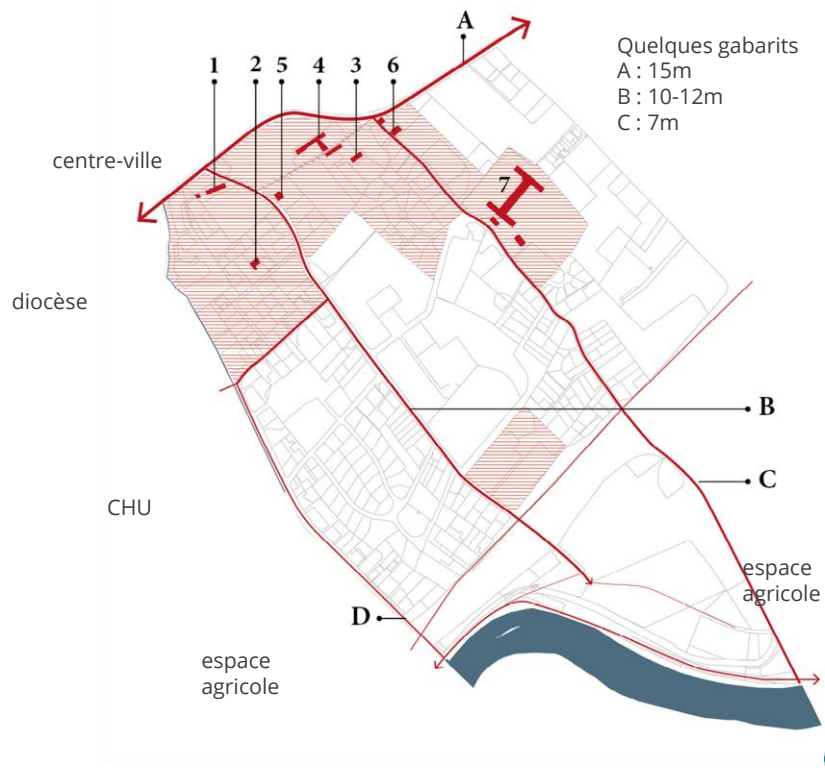 A
Quelques gabarits
A : 15m
B : 10-12m
C : 7m
1 2 5 4 3 6
centre-ville
7
diocèse
B
C
CHU
espace
agricole
D
espace
agricole